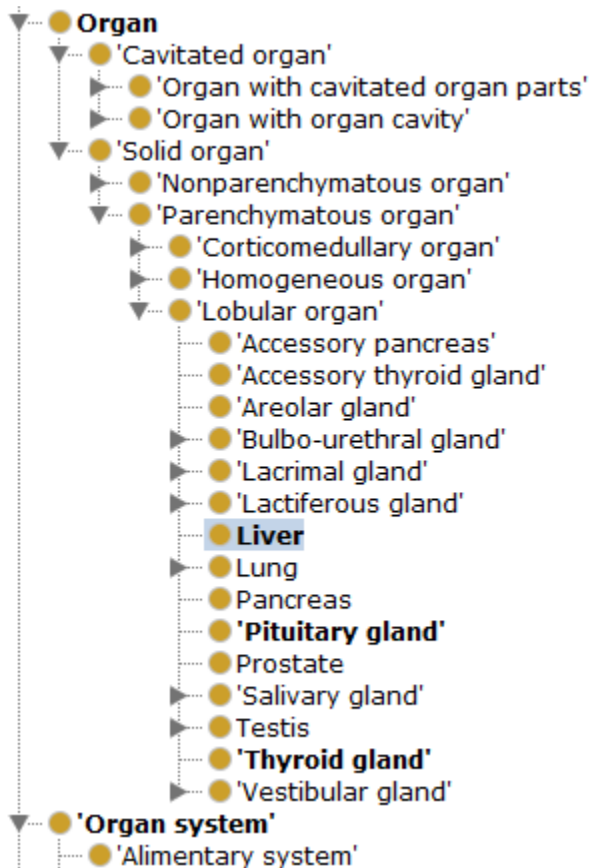 Organ
'Cavitated organ'
'Organ with cavitated organ parts'
'Organ with organ cavity'
'Solid organ'
'Nonparenchymatous organ'
'Parenchymatous organ'
'Corticomedullary organ'
'Homogeneous organ'
'Lobular organ'
'Accessory pancreas'
'Accessory thyroid gland'
'Areolar gland'
'Bulbo-urethral gland'
'Lacrimal gland'
'Lactiferous gland'
Liver
Lung
Pancreas
'Pituitary gland'
Prostate
'Salivary gland'
Testis
'Thyroid gland'
'Vestibular gland'
'Organ system'
'Alimentary system'